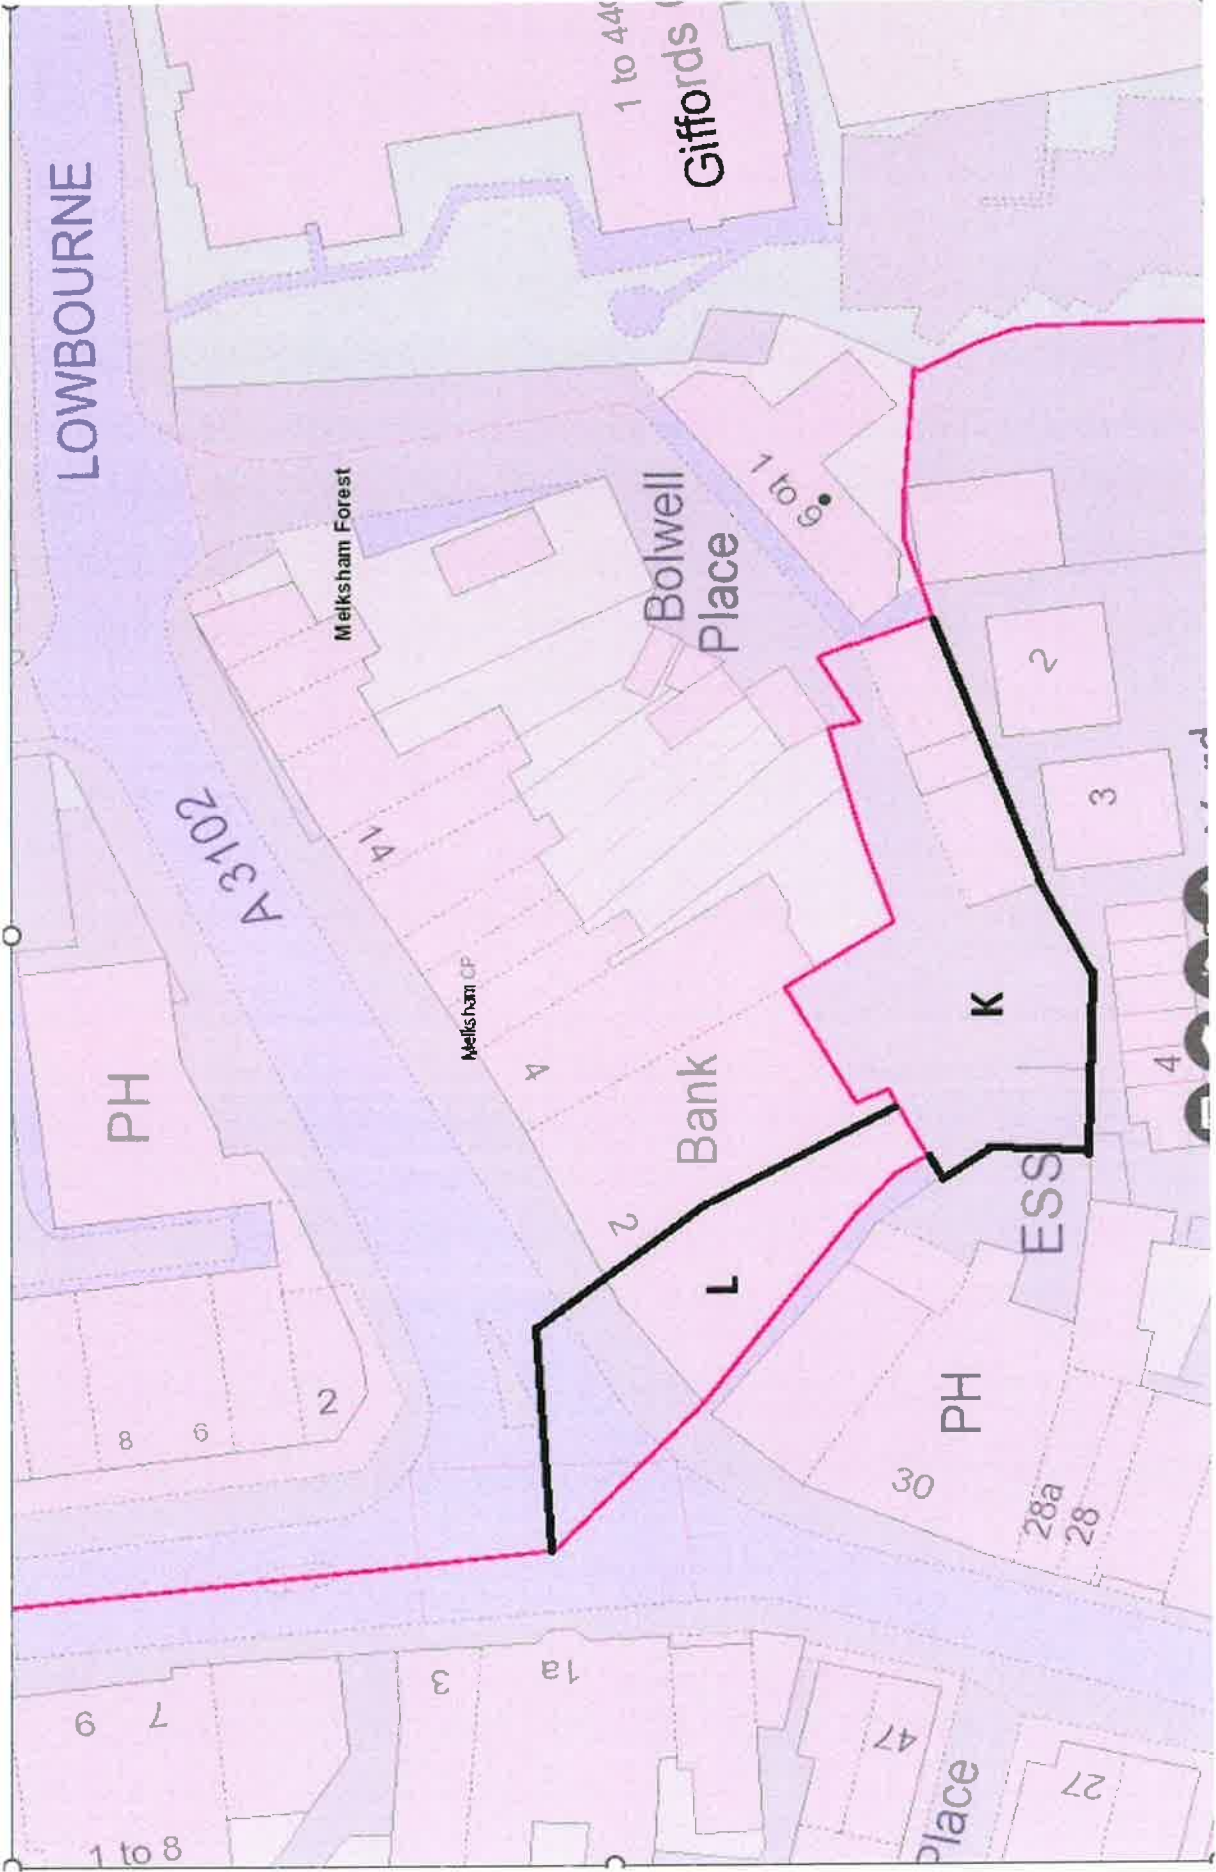 LOWBOURNE
1 to 44
Giffords
Melksham Forest
Bolwell
Place
1 to 6
A 3102
14
Melksham CP
PH
4
Bank
2
K
L
2
3
4
ESS
PH
30
28a
28
8
6
2
9
7
1 to 8
3
1a
47
27
Place